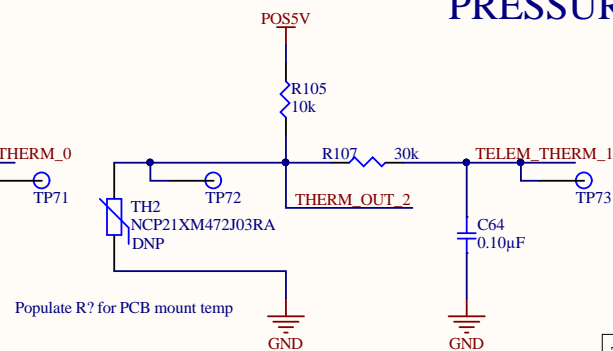 PRESSUR
POS5V
R105
10k
THERM_0
R107
30k
TELEM_THERM_1
TP71
TP72
TP73
TH2
NCP21XM472J03RA
DNP
THERM_OUT_2
C64
0.10µF
Populate R? for PCB mount temp
GND
GND